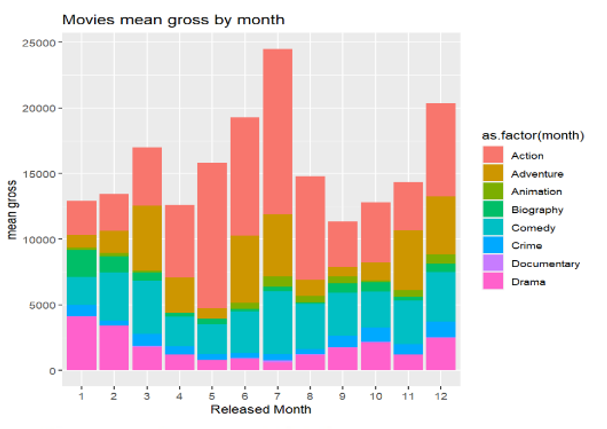 Movies mean gross by month
25000
20000
15000
10000
5000
0
mean gross
1 2 3 4 5 6 7 8 9 10 11 12
Released Month
as.factor(month)
Action
Adventure
Animation
Biography
Comedy
Crime
Documentary
Drama